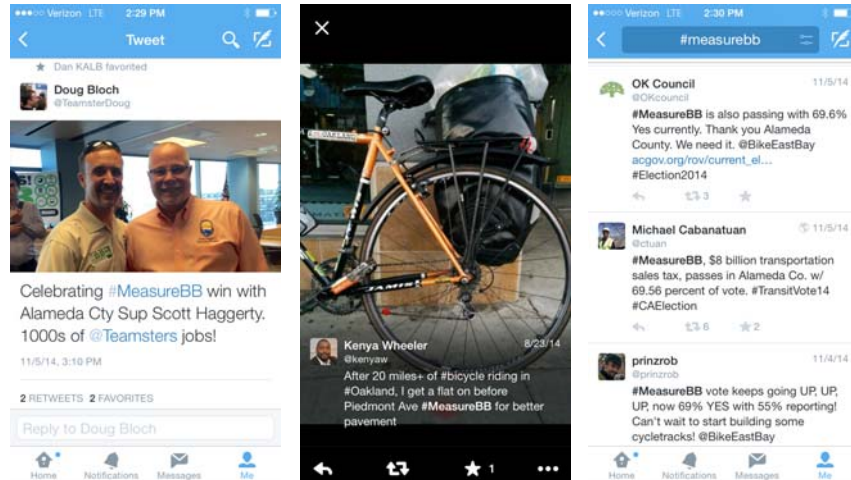 Verizon LTE 2:29 PM
Tweet
Dan KALB favorited
Doug Bloch
@TeamsterDoug
Celebrating #MeasureBB win with
Alameda Cty Sup Scott Haggerty.
1000s of @Teamsters jobs!
11/5/14, 3:10 PM
2 RETWEETS 2 FAVORITES
Reply to Doug Bloch
Home Notifications Messages Me
JAMIS
Kenya Wheeler 8/23/14
@kenyaw
After 20 miles+ of #bicycle riding in
#Oakland, I get a flat on before
Piedmont Ave #MeasureBB for better
pavement
1
Verizon LTE 2:30 PM
#measurebb
OK Council 11/5/14
@OKcouncil
#MeasureBB is also passing with 69.6%
Yes currently. Thank you Alameda
County. We need it. @BikeEastBay
acgov.org/rov/current_el...
#Election2014
3
Michael Cabanatuan 11/5/14
@ctuan
#MeasureBB, $8 billion transportation
sales tax, passes in Alameda Co. w/
69.56 percent of vote. #TransitVote14
#CAElection
6 2
prinzrob 11/4/14
@prinzrob
#MeasureBB vote keeps going UP, UP,
UP, now 69% YES with 55% reporting!
Can't wait to start building some
cycletracks! @BikeEastBay
Home Notifications Messages Me